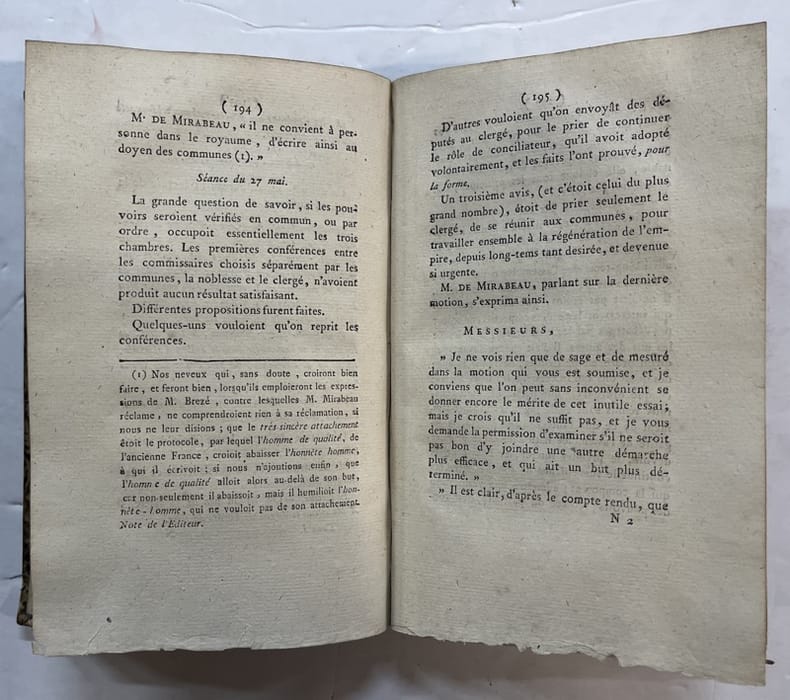 ( 194 )
M. DE MIRABEAU, « il ne convient à per-
sonne dans le royaume, d'écrire ainsi au
doyen des communes (1). »
Séance du 27 mai.
La grande question de savoir, si les pou-
voirs seroient vérifiés en commun, ou par
ordre, occupoit essentiellement les trois
chambres. Les premières conférences entre
les commissaires choisis séparément par les
communes, la noblesse et le clergé, n'avoient
produit aucun résultat satisfaisant.
Différentes propositions furent faites.
Quelques-uns vouloient qu'on reprit les
conférences.
(1) Nos neveux qui, sans doute, croiront bien
faire, et feront bien, lorsqu'ils emploieront les expres-
sions de M. Brezé, contre lesquelles M. Mirabeau
réclame, ne comprendroient rien à sa réclamation, si
nous ne leur disions; que le très-sincère attachement
étoit le protocole, par lequel l'homme de qualité, de
l'ancienne France, croioit abaisser l'honnête homme,
à qui il écrivoit; si nous n'ajoutions enfin, que
l'homme de qualité alloit alors au-delà de son but,
car non-seulement il abaissoit, mais il humilioit l'hon-
nête-homme, qui ne vouloit pas de son attachement.
Note de l'Editeur.
( 195 )
D'autres vouloient qu'on envoyât des dé-
putés au clergé, pour le prier de continuer
le rôle de conciliateur, qu'il avoit adopté
volontairement, et les faits l'ont prouvé, pour
la forme.
Un troisième avis, (et c'étoit celui du plus
grand nombre), étoit de prier seulement le
clergé, de se réunir aux communes, pour
travailler ensemble à la régénération de l'em-
pire, depuis long-tems tant desirée, et devenue
si urgente.
M. DE MIRABEAU, parlant sur la dernière
motion, s'exprima ainsi.
MESSIEURS,
» Je ne vois rien que de sage et de mesuré
dans la motion qui vous est soumise, et je
conviens que l'on peut sans inconvénient se
donner encore le mérite de cet inutile essai;
mais je crois qu'il ne suffit pas, et je vous
demande la permission d'examiner s'il ne seroit
pas bon d'y joindre une autre démarche
plus efficace, et qui ait un but plus dé-
terminé. »
» Il est clair, d'après le compte rendu, que
N 2